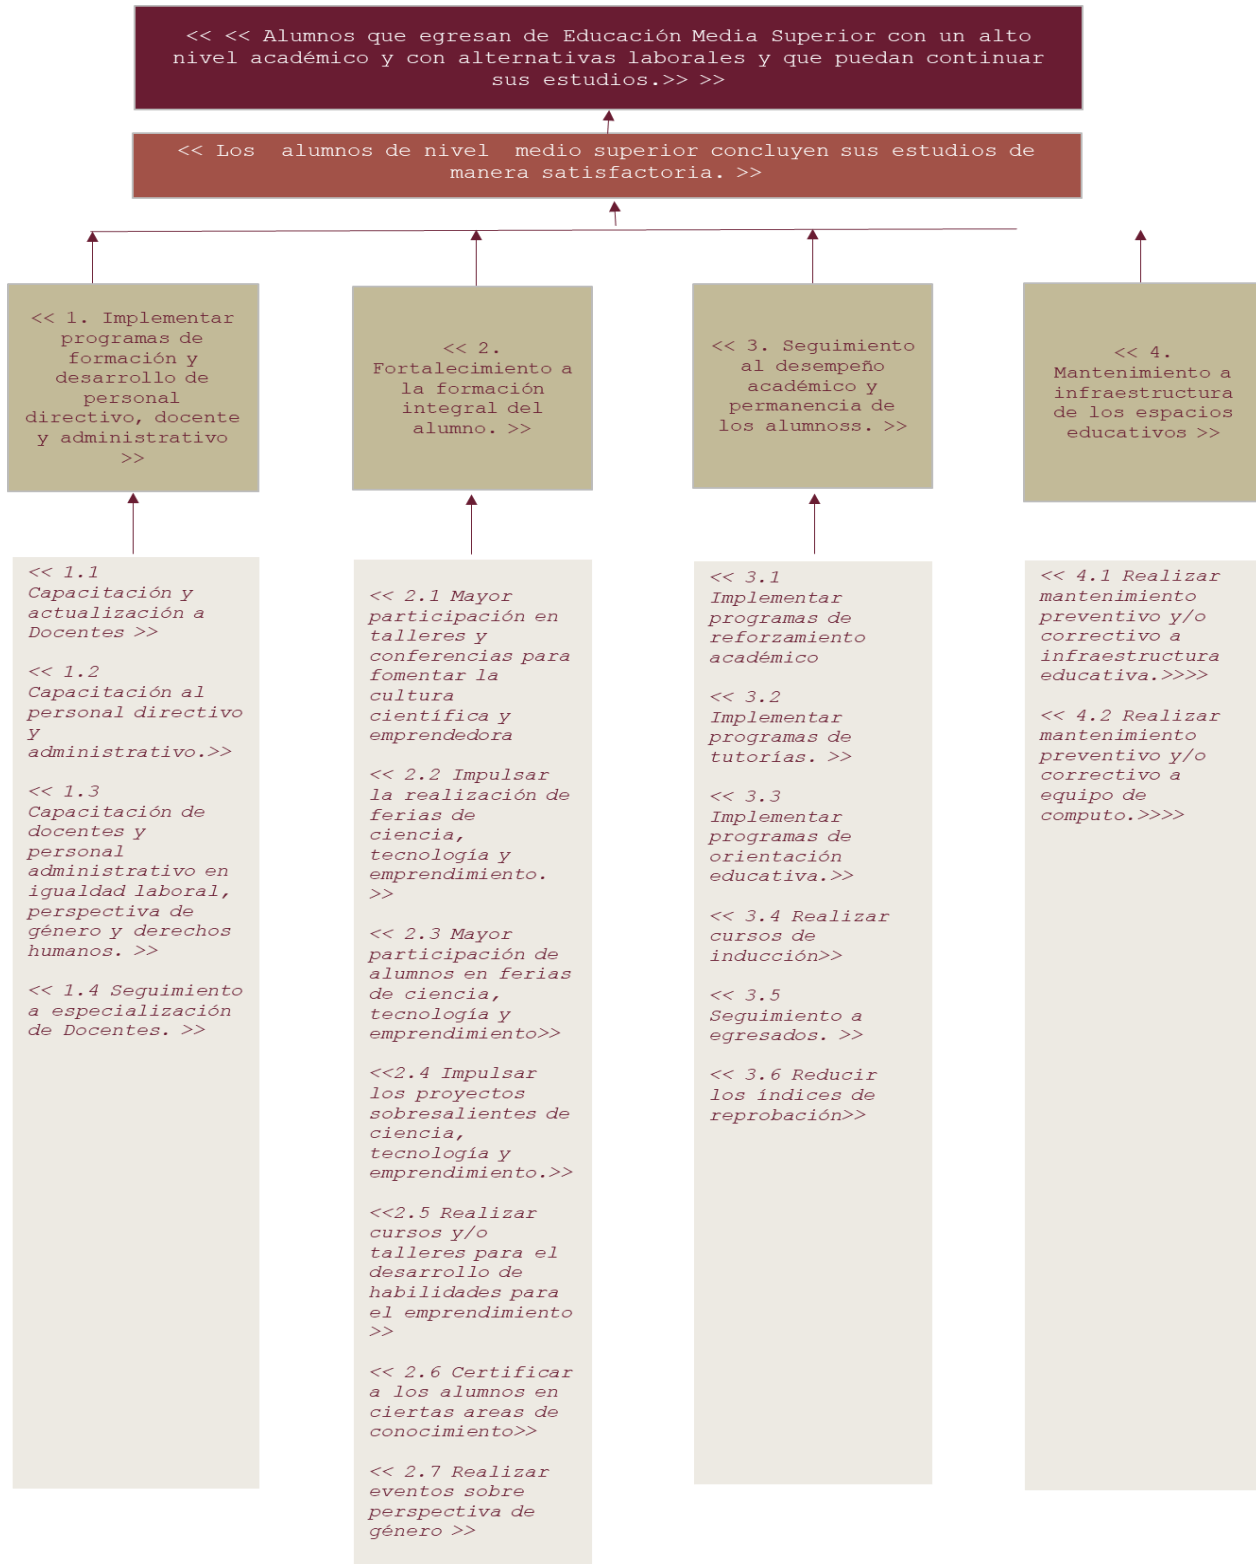 << << Alumnos que egresan de Educación Media Superior con un alto
nivel académico y con alternativas laborales y que puedan continuar
sus estudios.>> >>
<< Los alumnos de nivel medio superior concluyen sus estudios de
manera satisfactoria. >>
<< 1. Implementar
programas de
formación y
desarrollo de
personal
directivo, docente
y administrativo
>>
<< 2.
Fortalecimiento a
la formación
integral del
alumno. >>
<< 3. Seguimiento
al desempeño
académico y
permanencia de
los alumnoss. >>
<< 4.
Mantenimiento a
infraestructura
de los espacios
educativos >>
<< 1.1
Capacitación y
actualización a
Docentes >>
<< 1.2
Capacitación al
personal directivo
y
administrativo.>>
<< 1.3
Capacitación de
docentes y
personal
administrativo en
igualdad laboral,
perspectiva de
género y derechos
humanos. >>
<< 1.4 Seguimiento
a especialización
de Docentes. >>
<< 2.1 Mayor
participación en
talleres y
conferencias para
fomentar la
cultura
científica y
emprendedora
<< 2.2 Impulsar
la realización de
ferias de
ciencia,
tecnología y
emprendimiento.
>>
<< 2.3 Mayor
participación de
alumnos en ferias
de ciencia,
tecnología y
emprendimiento>>
<<2.4 Impulsar
los proyectos
sobresalientes de
ciencia,
tecnología y
emprendimiento.>>
<<2.5 Realizar
cursos y/o
talleres para el
desarrollo de
habilidades para
el emprendimiento
>>
<< 2.6 Certificar
a los alumnos en
ciertas areas de
conocimiento>>
<< 2.7 Realizar
eventos sobre
perspectiva de
género >>
<< 3.1
Implementar
programas de
reforzamiento
académico
<< 3.2
Implementar
programas de
tutorías. >>
<< 3.3
Implementar
programas de
orientación
educativa.>>
<< 3.4 Realizar
cursos de
inducción>>
<< 3.5
Seguimiento a
egresados. >>
<< 3.6 Reducir
los índices de
reprobación>>
<< 4.1 Realizar
mantenimiento
preventivo y/o
correctivo a
infraestructura
educativa.>>>>
<< 4.2 Realizar
mantenimiento
preventivo y/o
correctivo a
equipo de
computo.>>>>